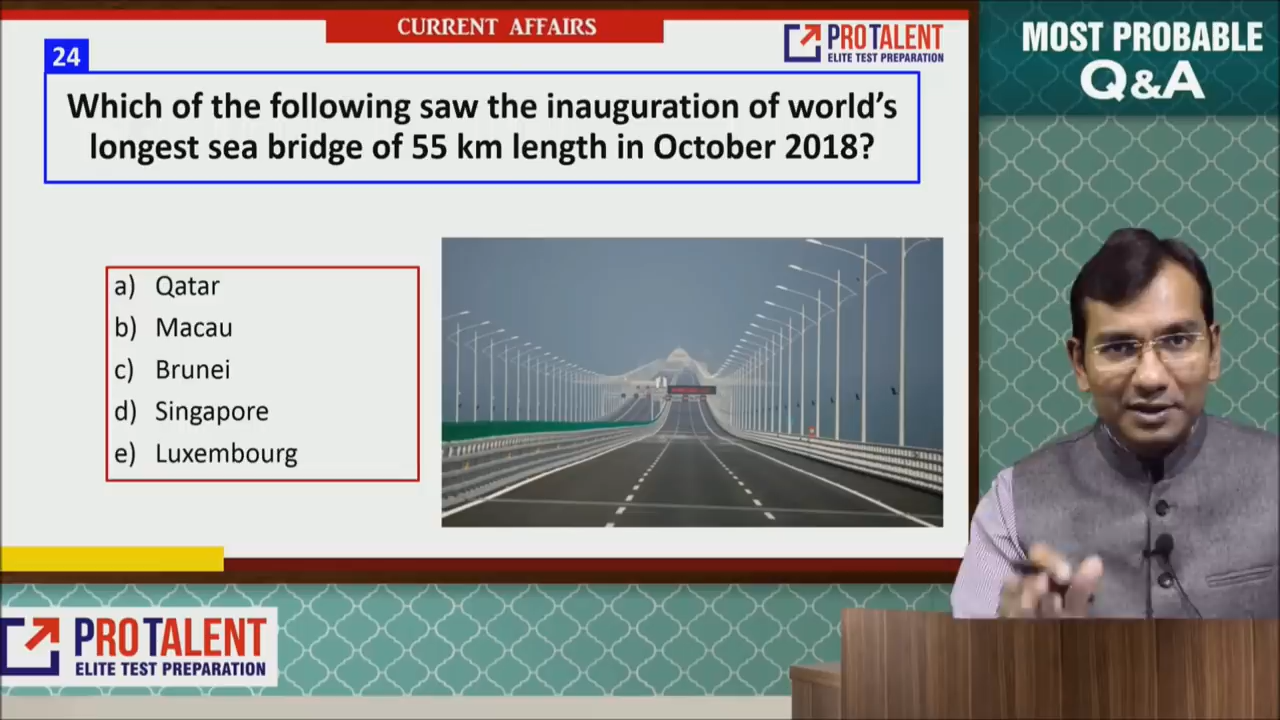 CURRENT AFFAIRS
PROTALENT
ELITE TEST PREPARATION
MOST PROBABLE
Q&A
24
Which of the following saw the inauguration of world's
longest sea bridge of 55 km length in October 2018?
a) Qatar
b) Macau
c) Brunei
d) Singapore
e) Luxembourg
PROTALENT
ELITE TEST PREPARATION